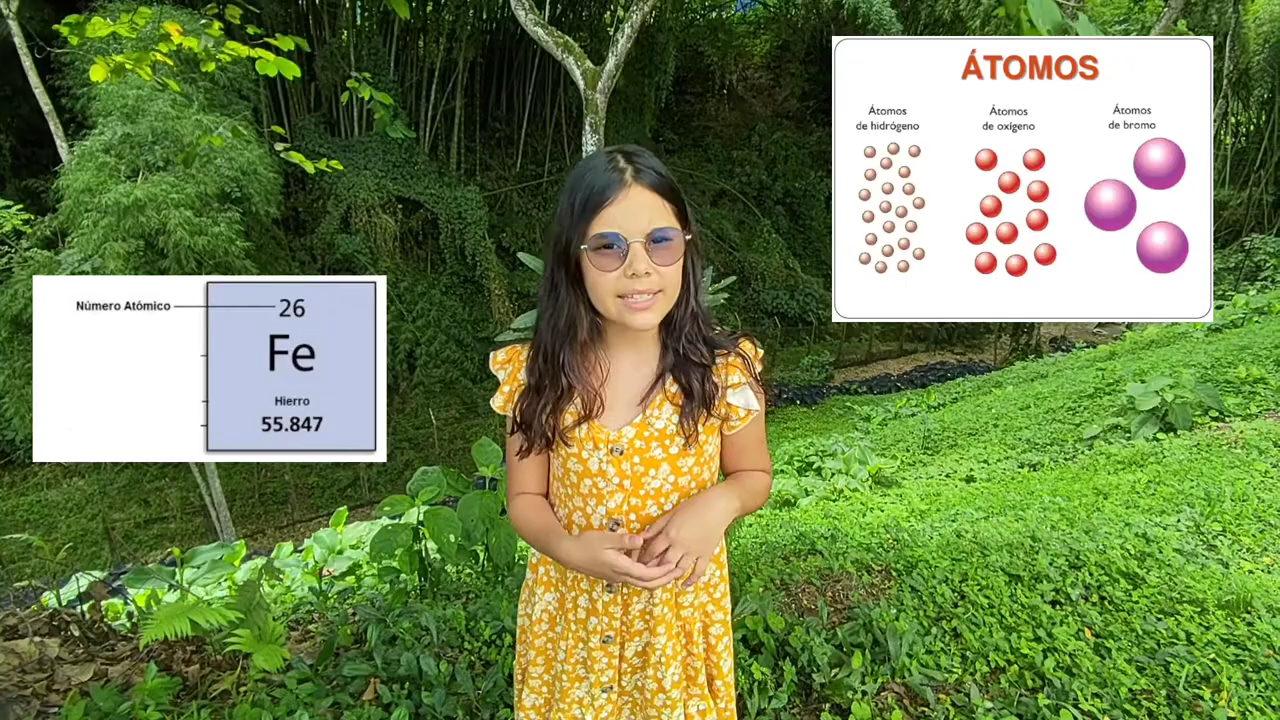 Número Atómico
26
Fe
Hierro
55.847
ÁTOMOS
Átomos
de hidrógeno
Átomos
de oxígeno
Átomos
de bromo